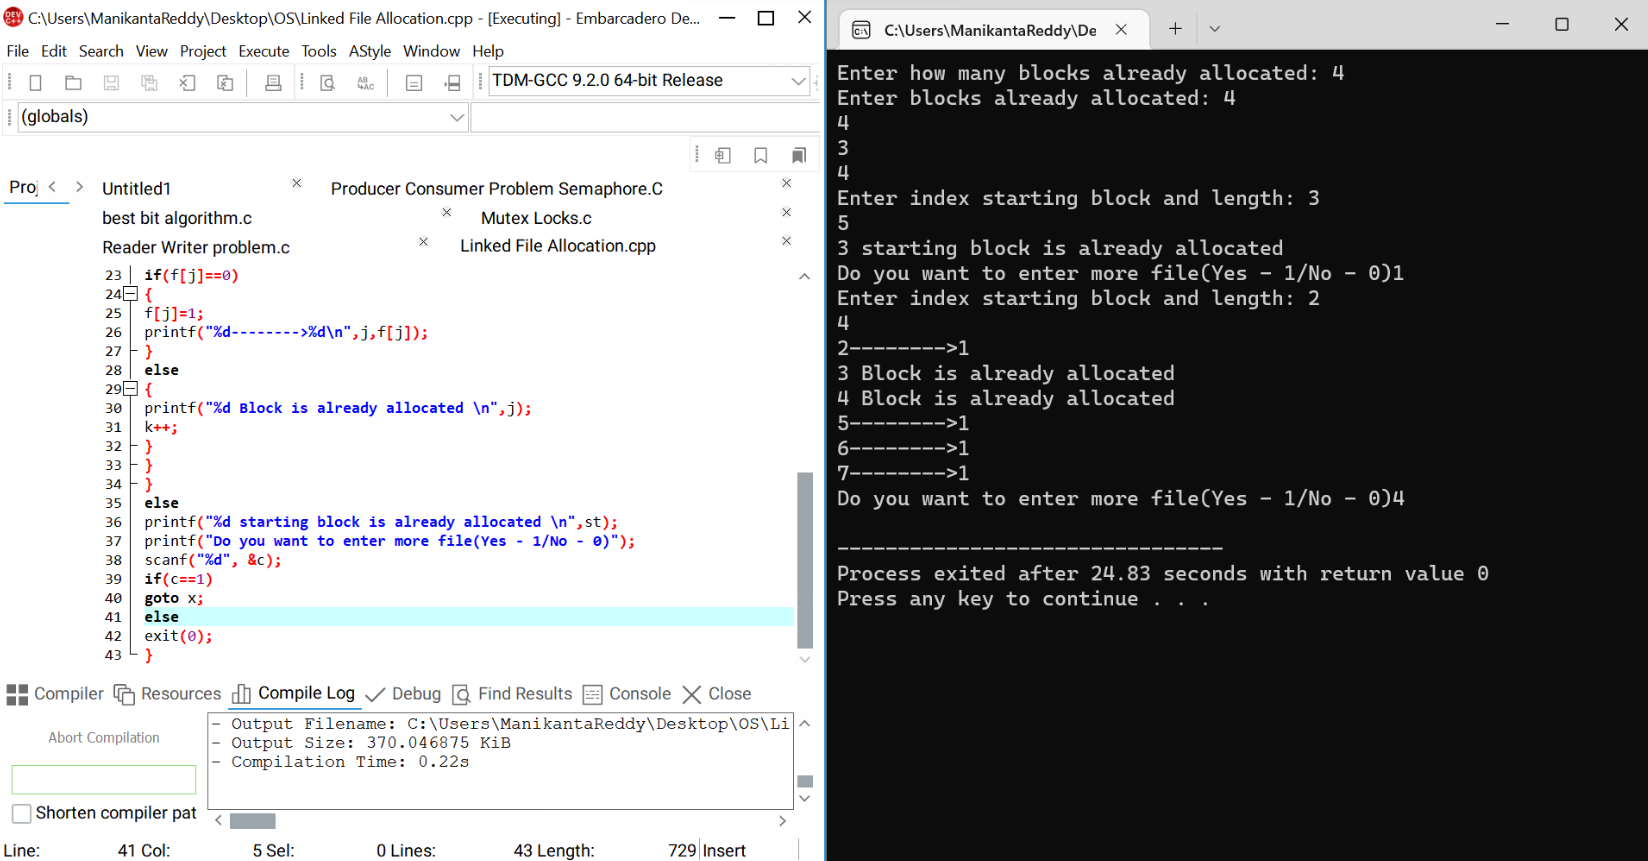 C:\Users\ManikantaReddy\Desktop\OS\Linked File Allocation.cpp - [Executing] - Embarcadero De...
File Edit Search View Project Execute Tools AStyle Window Help
TDM-GCC 9.2.0 64-bit Release
(globals)
Proj
Untitled1 Producer Consumer Problem Semaphore.C
best bit algorithm.c Mutex Locks.c
Reader Writer problem.c Linked File Allocation.cpp
23 if(f[j]==0)
24 {
25 f[j]=1;
26 printf("%d-------->%d\n",j,f[j]);
27 }
28 else
29 {
30 printf("%d Block is already allocated \n",j);
31 k++;
32 }
33 }
34 }
35 else
36 printf("%d starting block is already allocated \n",st);
37 printf("Do you want to enter more file(Yes - 1/No - 0)");
38 scanf("%d", &c);
39 if(c==1)
40 goto x;
41 else
42 exit(0);
43 }
Compiler Resources Compile Log Debug Find Results Console Close
Abort Compilation
Shorten compiler pat
- Output Filename: C:\Users\ManikantaReddy\Desktop\OS\Li
- Output Size: 370.046875 KiB
- Compilation Time: 0.22s
Line: 41 Col: 5 Sel: 0 Lines: 43 Length: 729 Insert
C:\Users\ManikantaReddy\De
Enter how many blocks already allocated: 4
Enter blocks already allocated: 4
4
3
4
Enter index starting block and length: 3
5
3 starting block is already allocated
Do you want to enter more file(Yes - 1/No - 0)1
Enter index starting block and length: 2
4
2-------->1
3 Block is already allocated
4 Block is already allocated
5-------->1
6-------->1
7-------->1
Do you want to enter more file(Yes - 1/No - 0)4
--------------------------------
Process exited after 24.83 seconds with return value 0
Press any key to continue . . .